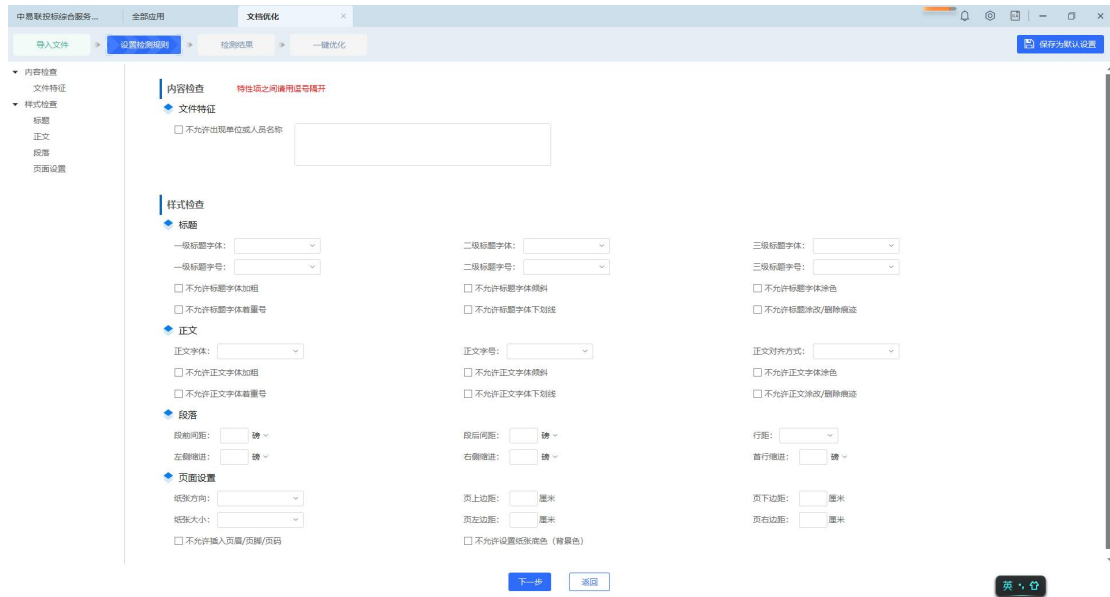 中易联投标综合服务... 全部应用 文档优化
导入文件 设置检测规则 检测结果 一键优化 保存为默认设置
内容检查
文件特征
样式检查
标题
正文
段落
页面设置
内容检查 特性项之间请用逗号隔开
文件特征
不允许出现单位或人员名称
样式检查
标题
一级标题字体: 二级标题字体: 三级标题字体:
一级标题字号: 二级标题字号: 三级标题字号:
不允许标题字体加粗 不允许标题字体倾斜 不允许标题字体涂色
不允许标题字体着重号 不允许标题字体下划线 不允许标题涂改/删除痕迹
正文
正文字体: 正文字号: 正文对齐方式:
不允许正文字体加粗 不允许正文字体倾斜 不允许正文字体涂色
不允许正文字体着重号 不允许正文字体下划线 不允许正文涂改/删除痕迹
段落
段前间距: 磅 段后间距: 磅 行距:
左侧缩进: 磅 右侧缩进: 磅 首行缩进: 磅
页面设置
纸张方向: 页上边距: 厘米 页下边距: 厘米
纸张大小: 页左边距: 厘米 页右边距: 厘米
不允许插入页眉/页脚/页码 不允许设置纸张底色（背景色）
下一步 返回
英